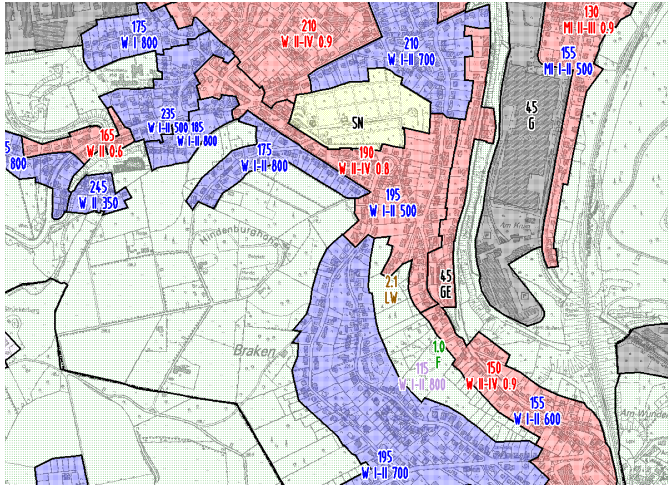 175
W I 800
210
W II-IV 0.9
210
W I-II 700
130
MI II-III 0.9
155
MI I-II 500
45
G
235
W I-II 500
185
W I-II 800
SN
165
W II 0.6
5
800
175
W I-II 800
190
W II-IV 0.8
245
W II 350
195
W I-II 500
Hindenburghain
2.1
LW
45
GE
Braken
1.0
F
115
W I-II 800
150
W II-IV 0.9
155
W I-II 600
195
W I-II 700